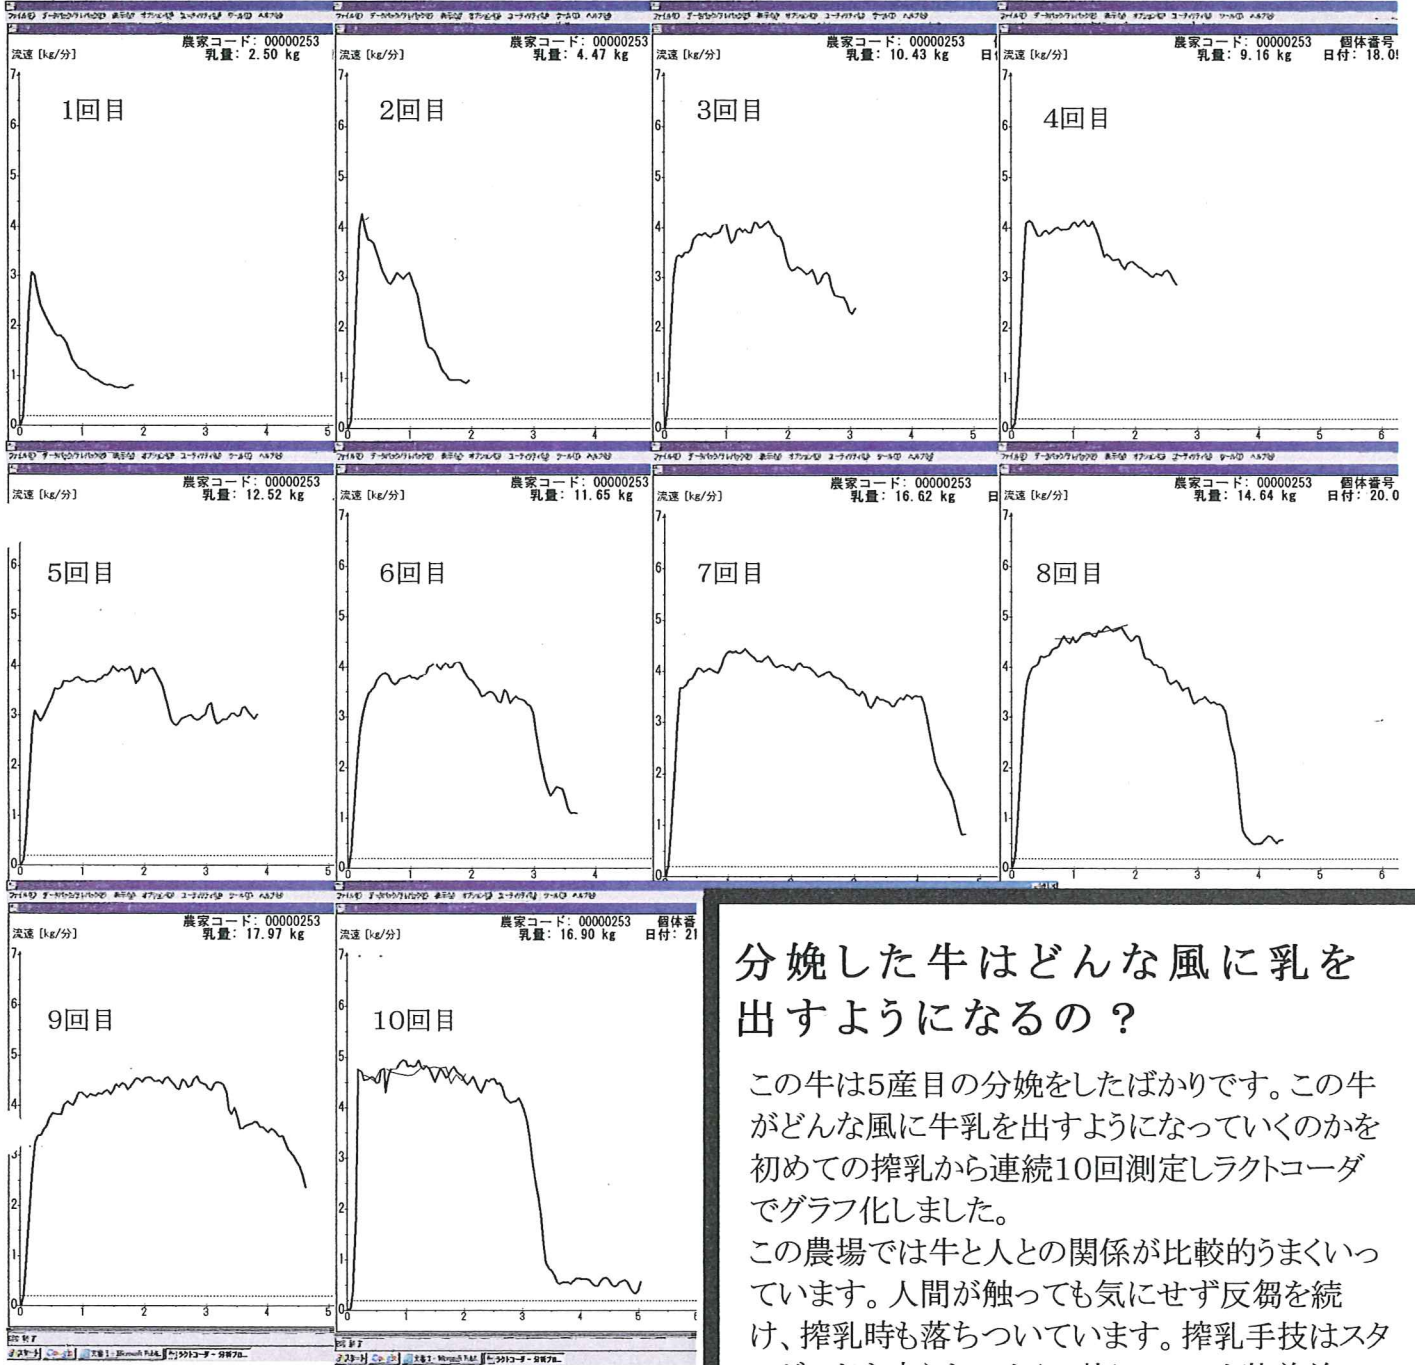 農家コード: 00000253
流速 [kg/分] 乳量: 2.50 kg
1回目
農家コード: 00000253
流速 [kg/分] 乳量: 4.47 kg
2回目
農家コード: 00000253
流速 [kg/分] 乳量: 10.43 kg
3回目
農家コード: 00000253 個体番号
流速 [kg/分] 乳量: 9.16 kg 日付: 18.0
4回目
農家コード: 00000253
流速 [kg/分] 乳量: 12.52 kg
5回目
農家コード: 00000253
流速 [kg/分] 乳量: 11.65 kg
6回目
農家コード: 00000253
流速 [kg/分] 乳量: 16.62 kg
7回目
農家コード: 00000253 個体番号
流速 [kg/分] 乳量: 14.64 kg 日付: 20.0
8回目
農家コード: 00000253
流速 [kg/分] 乳量: 17.97 kg
9回目
農家コード: 00000253 個体番
流速 [kg/分] 乳量: 16.90 kg 日付: 21
10回目
分娩した牛はどんな風に乳を
出すようになるの?
この牛は5産目の分娩をしたばかりです。この牛
がどんな風に牛乳を出すようになっていくのかを
初めての搾乳から連続10回測定しラクトコーダ
でグラフ化しました。
この農場では牛と人との関係が比較的うまくいっ
ています。人間が触っても気にせず反芻を続
け、搾乳時も落ちついています。搾乳手技はスタ